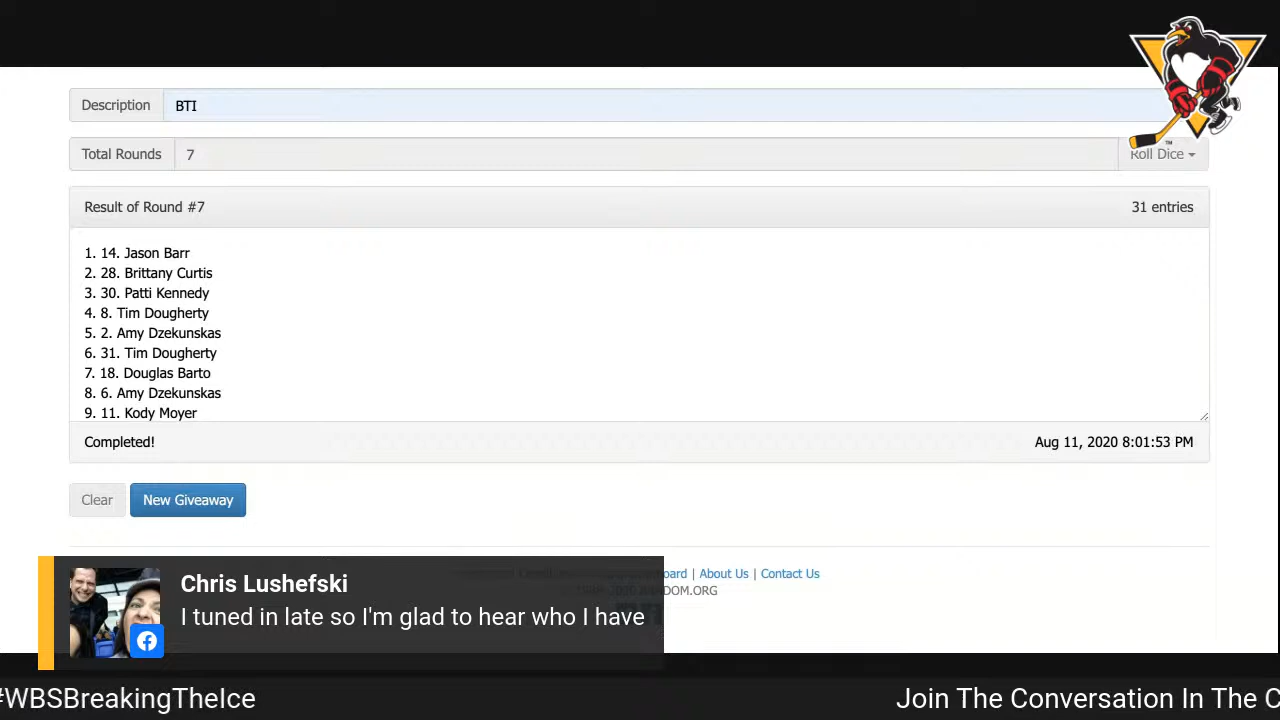 Description BTI
Total Rounds 7 Roll Dice
Result of Round #7 31 entries
1. 14. Jason Barr
2. 28. Brittany Curtis
3. 30. Patti Kennedy
4. 8. Tim Dougherty
5. 2. Amy Dzekunskas
6. 31. Tim Dougherty
7. 18. Douglas Barto
8. 6. Amy Dzekunskas
9. 11. Kody Moyer
Completed! Aug 11, 2020 8:01:53 PM
Clear New Giveaway
| About Us | Contact Us
Chris Lushefski
I tuned in late so I'm glad to hear who I have
#WBSBreakingTheIce Join The Conversation In The C